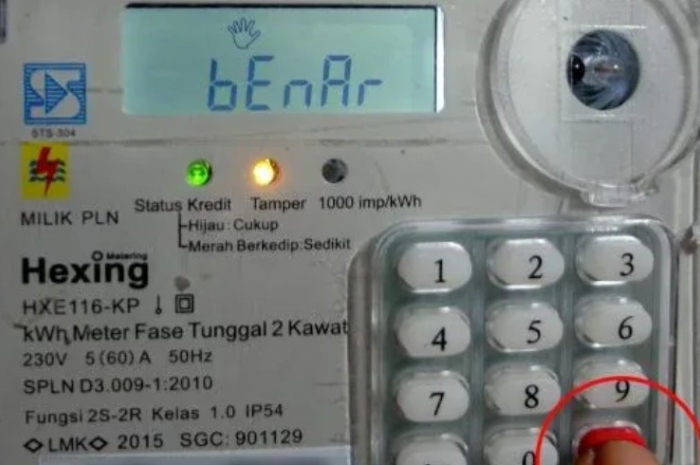 bEnAr
STS-304
MILIK PLN
Status Kredit Tamper 1000 imp/kWh
Hijau: Cukup
Merah Berkedip: Sedikit
Hexing Metering
HXE116-KP
kWh Meter Fase Tunggal 2 Kawat
230V 5(60) A 50Hz
SPLN D3.009-1:2010
Fungsi 2S-2R Kelas 1.0 IP54
LMK 2015 SGC: 901129
1 2 3
4 5 6
7 8 9
0